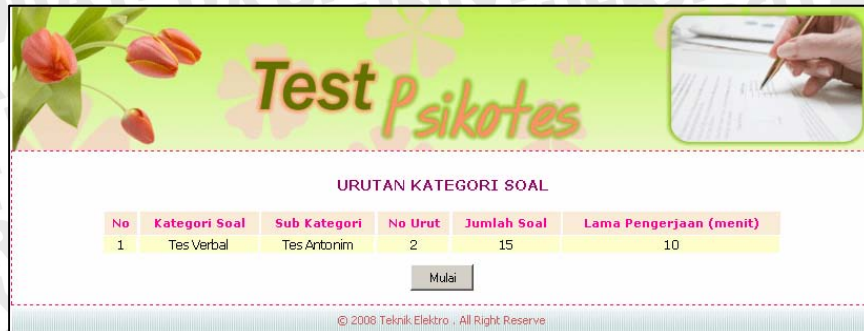 Test Psikotes
URUTAN KATEGORI SOAL
No Kategori Soal Sub Kategori No Urut Jumlah Soal Lama Pengerjaan (menit)
1 Tes Verbal Tes Antonim 2 15 10
Mulai
© 2008 Teknik Elektro . All Right Reserve